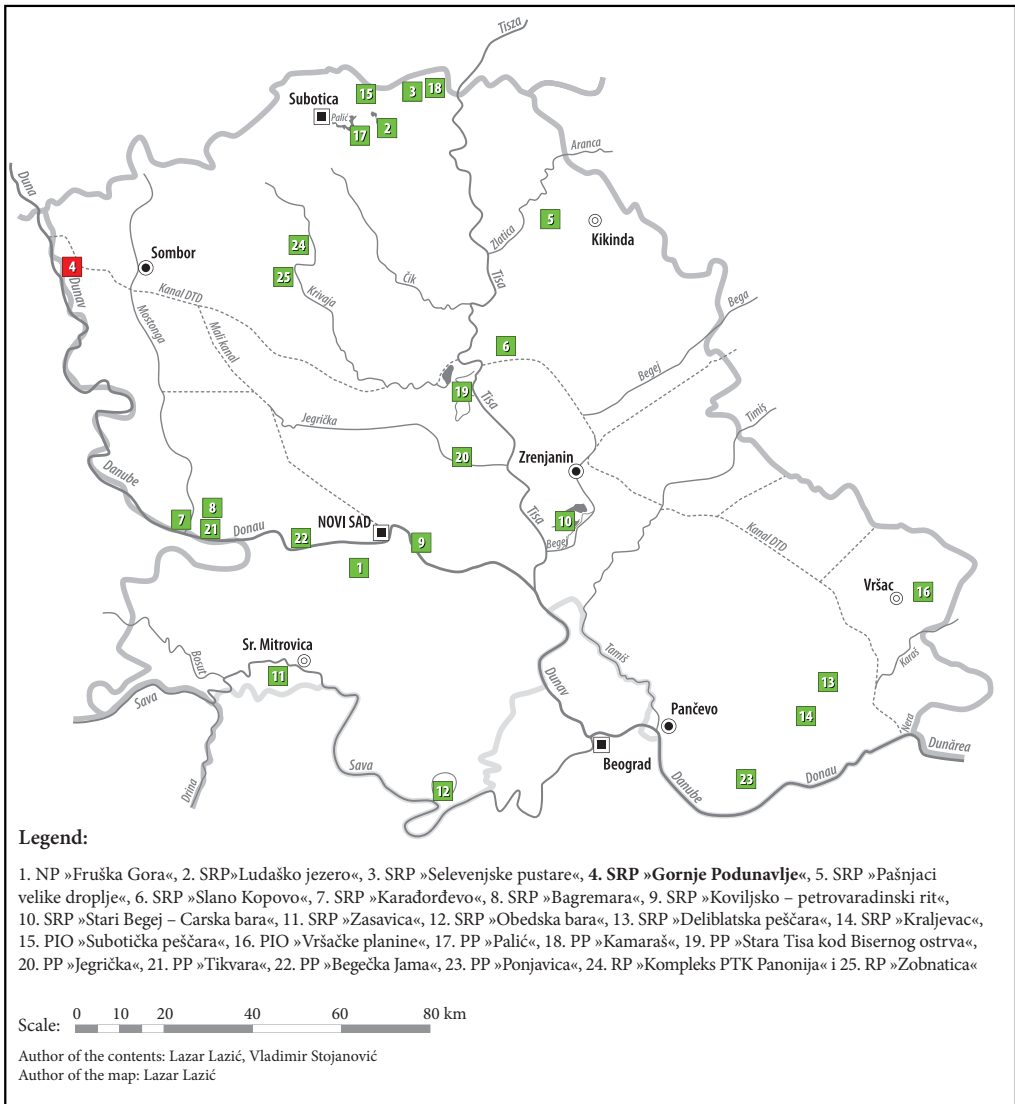 Tisza
15
3
18
Subotica
Palić
17
2
Aranca
Duna
5
Kikinda
Zlatica
24
Sombor
4
25
Čik
Tisa
Dunav
Kanal DTD
Krivaja
Bega
Mostonga
Mali kanal
6
Begej
19
Tisa
Timiş
Jegrička
20
Zrenjanin
Danube
8
7
21
Donau
NOVI SAD
22
9
Tisa
10
Begej
Kanal DTD
1
Vršac
16
Sr. Mitrovica
Bosut
11
Tamiš
Karaš
Sava
Dunav
13
14
Pančevo
Nera
Drina
Sava
Beograd
Dunărea
12
Danube
23
Donau
Legend:
1. NP »Fruška Gora«, 2. SRP»Ludaško jezero«, 3. SRP »Selevenjske pustare«, 4. SRP »Gornje Podunavlje«, 5. SRP »Pašnjaci
velike droplje«, 6. SRP »Slano Kopovo«, 7. SRP »Karađorđevo«, 8. SRP »Bagremara«, 9. SRP »Koviljsko – petrovaradinski rit«,
10. SRP »Stari Begej – Carska bara«, 11. SRP »Zasavica«, 12. SRP »Obedska bara«, 13. SRP »Deliblatska peščara«, 14. SRP »Kraljevac«,
15. PIO »Subotička peščara«, 16. PIO »Vršačke planine«, 17. PP »Palić«, 18. PP »Kamaraš«, 19. PP »Stara Tisa kod Bisernog ostrva«,
20. PP »Jegrička«, 21. PP »Tikvara«, 22. PP »Begečka Jama«, 23. PP »Ponjavica«, 24. RP »Kompleks PTK Panonija« i 25. RP »Zobnatica«
Scale: 0 10 20 40 60 80 km
Author of the contents: Lazar Lazić, Vladimir Stojanović
Author of the map: Lazar Lazić